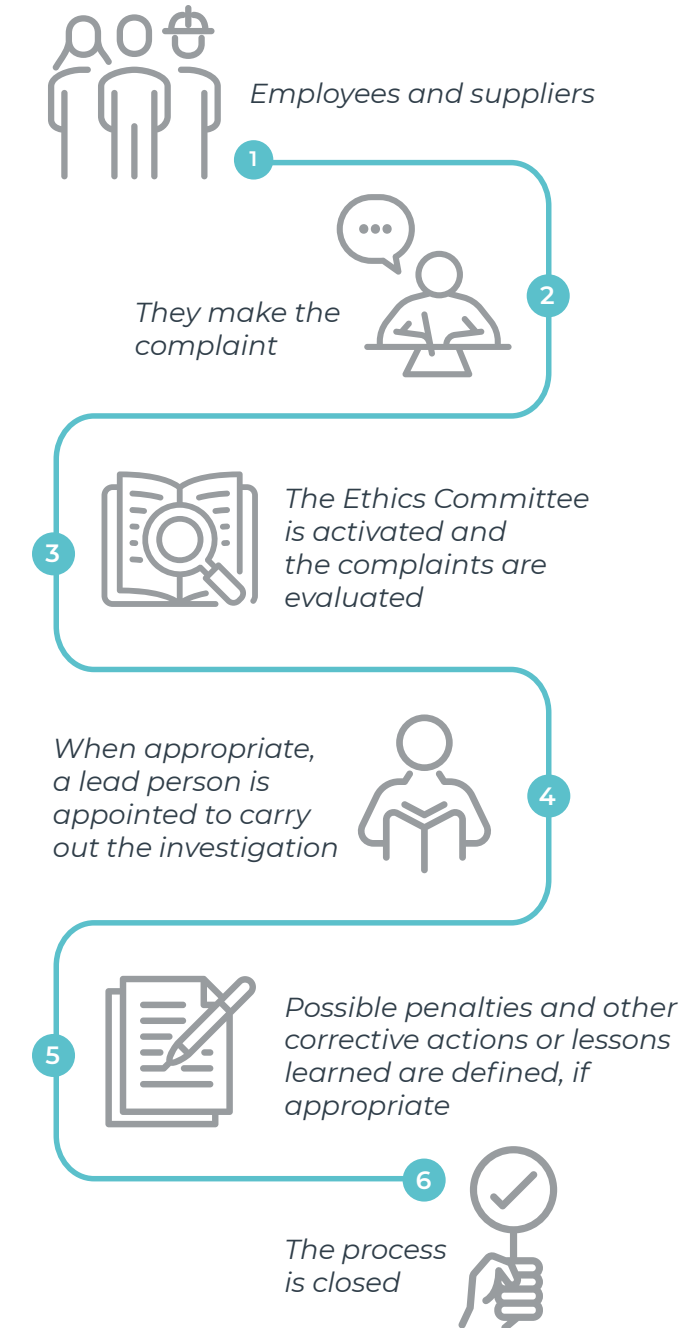 Employees and suppliers
1
2
They make the
complaint
3
The Ethics Committee
is activated and
the complaints are
evaluated
When appropriate,
a lead person is
appointed to carry
out the investigation
4
5
Possible penalties and other
corrective actions or lessons
learned are defined, if
appropriate
6
The process
is closed